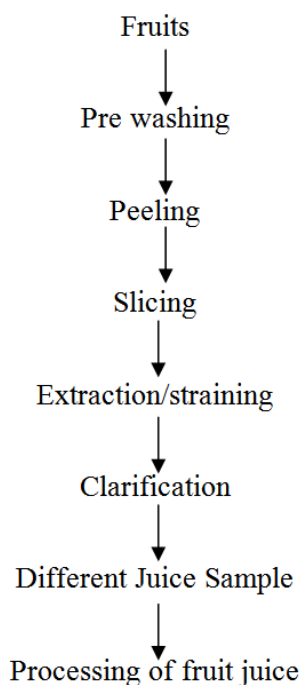 Fruits
Pre washing
Peeling
Slicing
Extraction/straining
Clarification
Different Juice Sample
Processing of fruit juice